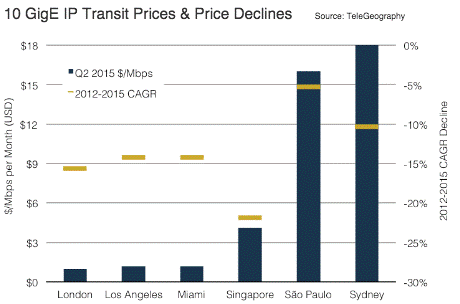 10 GigE IP Transit Prices & Price Declines
Source: TeleGeography
$18
$15
$12
$9
$6
$3
$0
$/Mbps per Month (USD)
Q2 2015 $/Mbps
2012-2015 CAGR
0%
-5%
-10%
-15%
-20%
-25%
-30%
2012-2015 CAGR Decline
London
Los Angeles
Miami
Singapore
São Paulo
Sydney